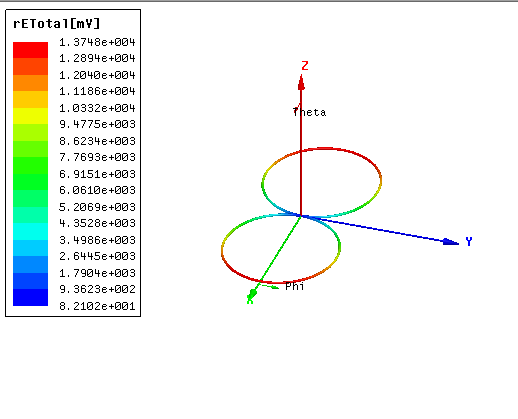 rETotal[mV]
1.3748e+004
1.2894e+004
1.2040e+004
1.1186e+004
1.0332e+004
9.4775e+003
8.6234e+003
7.7693e+003
6.9151e+003
6.0610e+003
5.2069e+003
4.3528e+003
3.4986e+003
2.6445e+003
1.7904e+003
9.3623e+002
8.2102e+001
Z
Theta
Y
Phi
X